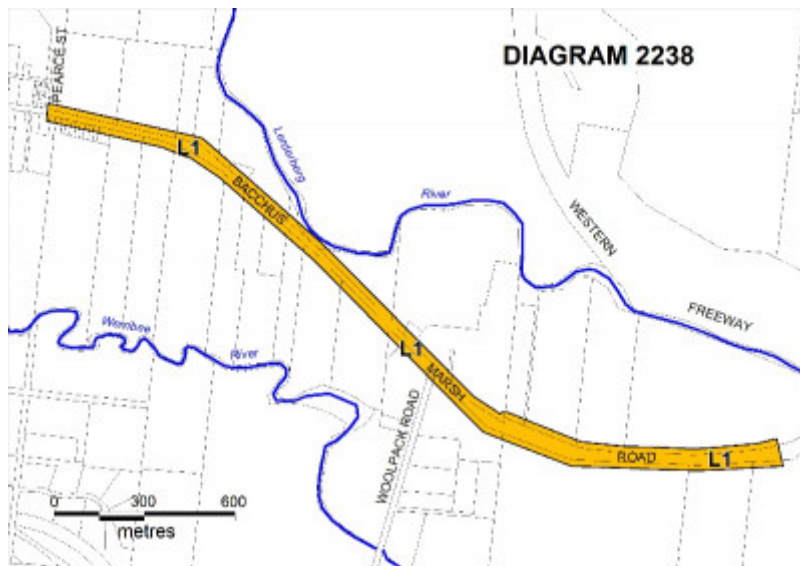 DIAGRAM 2238
PEARCE ST
L1
Lerderberg
BACCHUS
River
WESTERN
FREEWAY
Werribee
River
L1
MARSH
WOOLPACK ROAD
ROAD
L1
0 300 600
metres